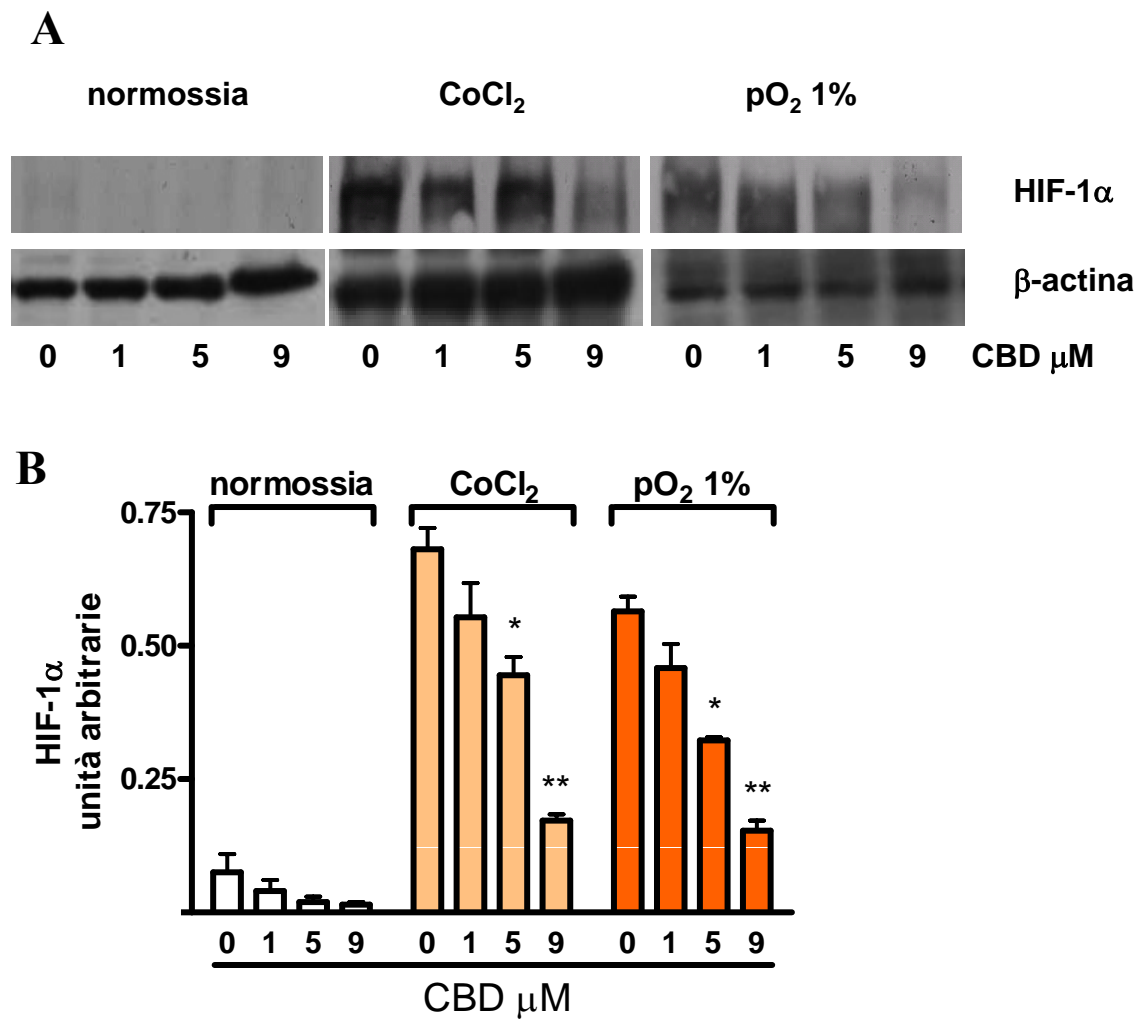 A
normossia CoCl₂ pO₂ 1%
HIF-1α
β-actina
0 1 5 9 0 1 5 9 0 1 5 9 CBD μM
B
normossia CoCl₂ pO₂ 1%
0.75
0.50
0.25
HIF-1α
unità arbitrarie
*
**
*
**
0 1 5 9 0 1 5 9 0 1 5 9
CBD μM